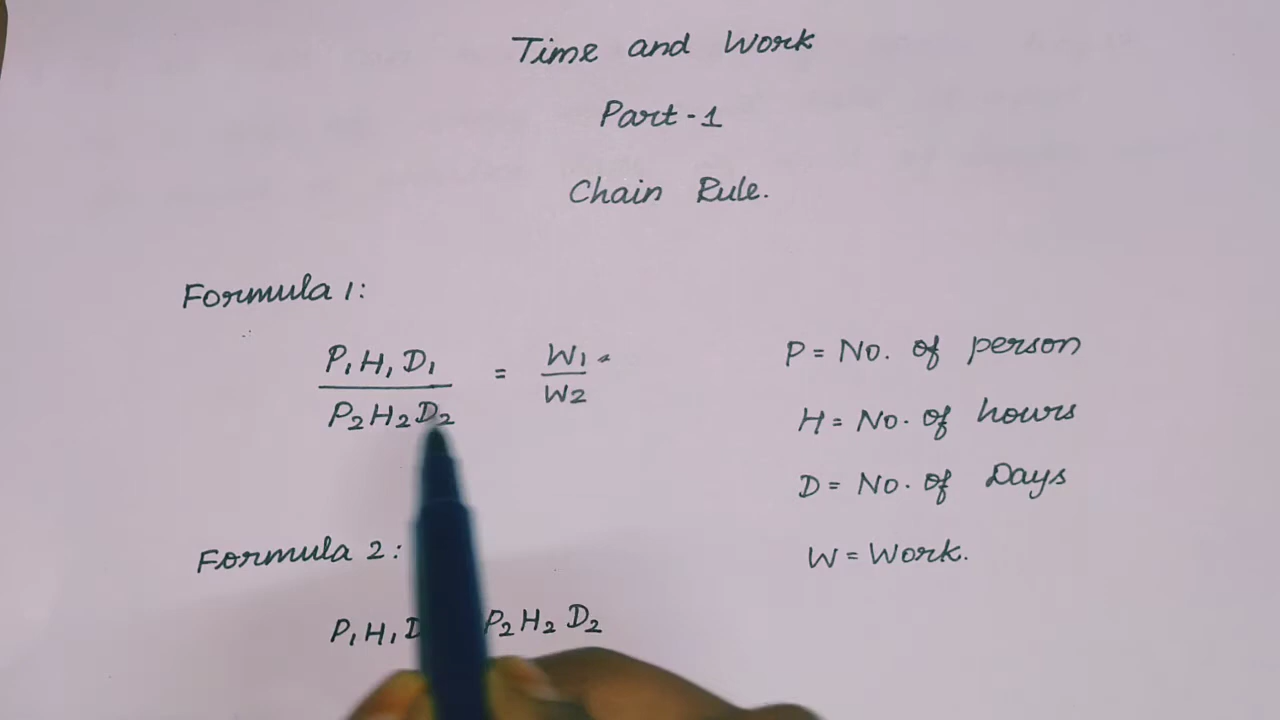 Time and Work
Part-1
Chain Rule.
Formula 1:
P₁H₁D₁ / P₂H₂D₂ = W₁ / W₂
P = No. of person
H = No. of hours
D = No. of Days
W = Work.
Formula 2:
P₁H₁D P₂H₂D₂